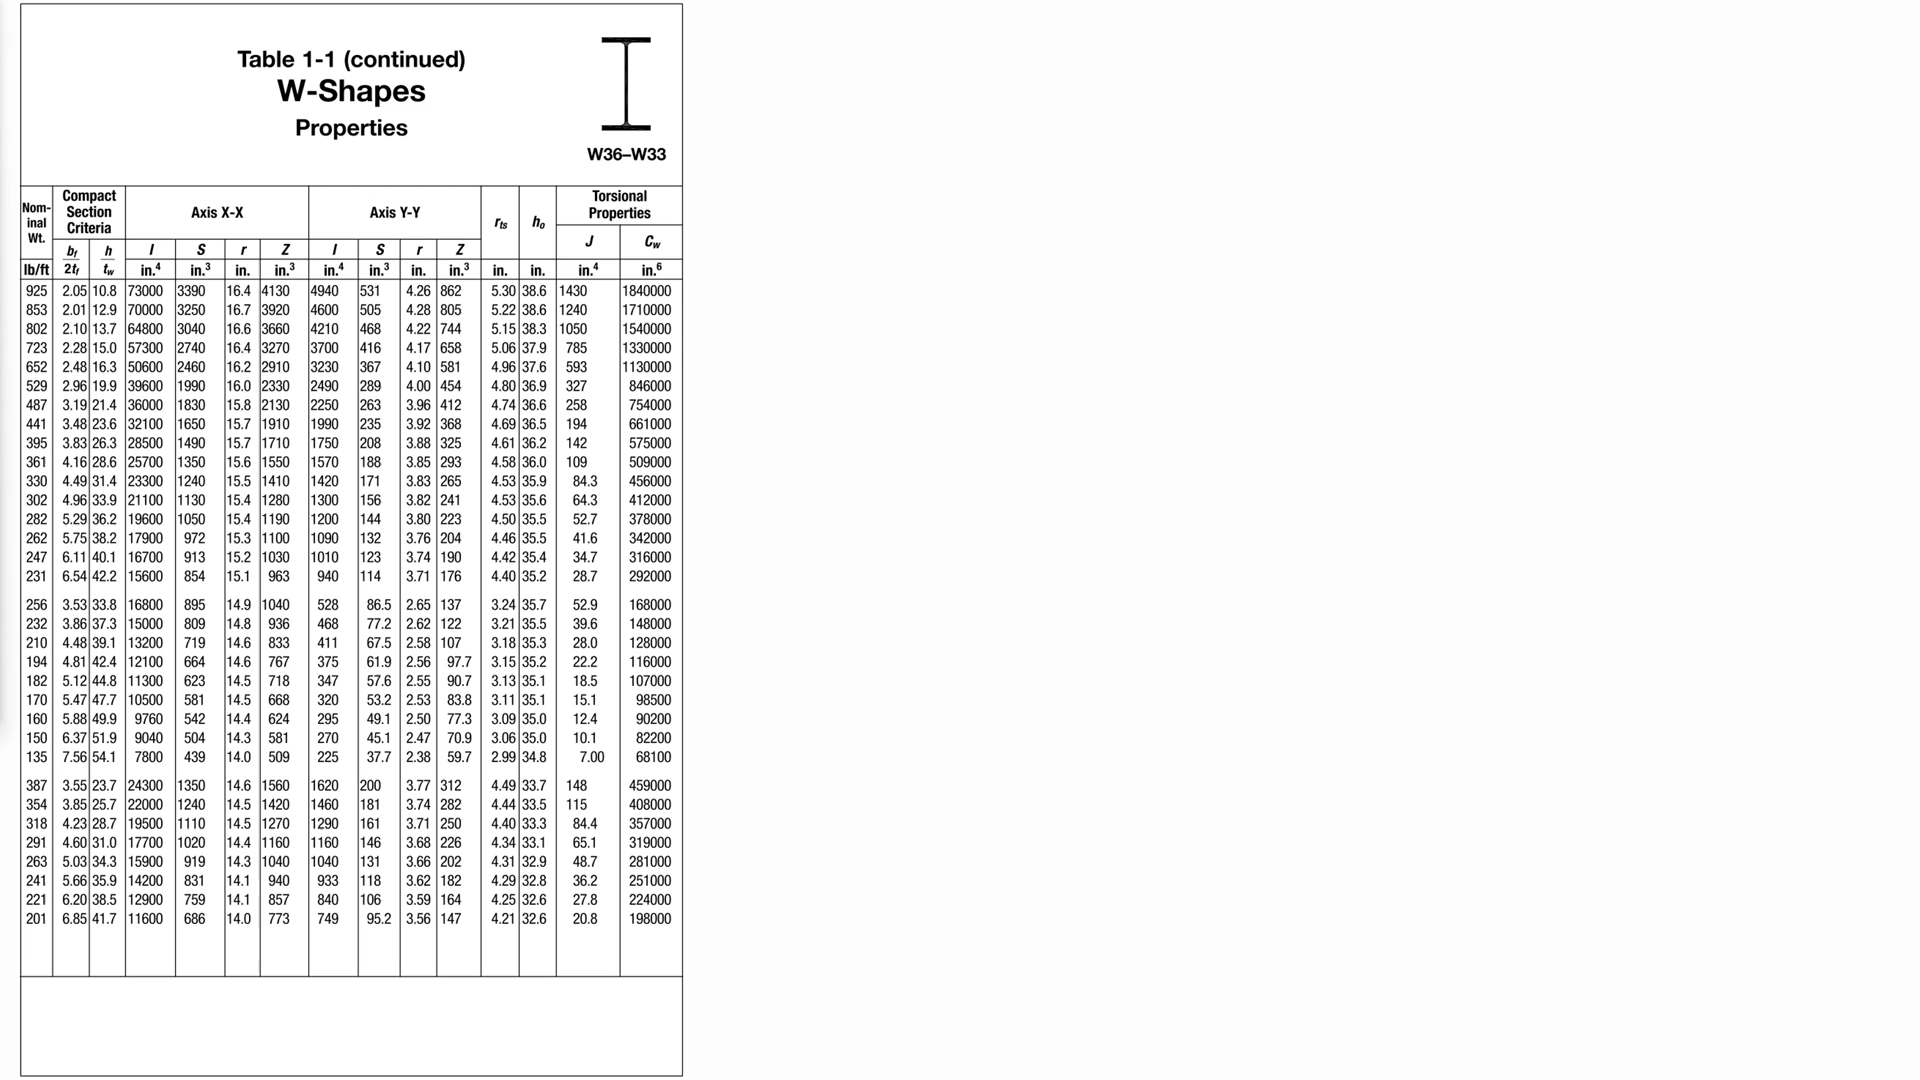 Table 1-1 (continued)
W-Shapes
Properties
W36–W33
Nom-inal Wt. Compact Section Criteria Axis X-X Axis Y-Y rts ho Torsional Properties
bf/2tf h/tw I S r Z I S r Z J Cw
lb/ft in.4 in.3 in. in.3 in.4 in.3 in. in.3 in. in. in.4 in.6
925 2.05 10.8 73000 3390 16.4 4130 4940 531 4.26 862 5.30 38.6 1430 1840000
853 2.01 12.9 70000 3250 16.7 3920 4600 505 4.28 805 5.22 38.6 1240 1710000
802 2.10 13.7 64800 3040 16.6 3660 4210 468 4.22 744 5.15 38.3 1050 1540000
723 2.28 15.0 57300 2740 16.4 3270 3700 416 4.17 658 5.06 37.9 785 1330000
652 2.48 16.3 50600 2460 16.2 2910 3230 367 4.10 581 4.96 37.6 593 1130000
529 2.96 19.9 39600 1990 16.0 2330 2490 289 4.00 454 4.80 36.9 327 846000
487 3.19 21.4 36000 1830 15.8 2130 2250 263 3.96 412 4.74 36.6 258 754000
441 3.48 23.6 32100 1650 15.7 1910 1990 235 3.92 368 4.69 36.5 194 661000
395 3.83 26.3 28500 1490 15.7 1710 1750 208 3.88 325 4.61 36.2 142 575000
361 4.16 28.6 25700 1350 15.6 1550 1570 188 3.85 293 4.58 36.0 109 509000
330 4.49 31.4 23300 1240 15.5 1410 1420 171 3.83 265 4.53 35.9 84.3 456000
302 4.96 33.9 21100 1130 15.4 1280 1300 156 3.82 241 4.53 35.6 64.3 412000
282 5.29 36.2 19600 1050 15.4 1190 1200 144 3.80 223 4.50 35.5 52.7 378000
262 5.75 38.2 17900 972 15.3 1100 1090 132 3.76 204 4.46 35.5 41.6 342000
247 6.11 40.1 16700 913 15.2 1030 1010 123 3.74 190 4.42 35.4 34.7 316000
231 6.54 42.2 15600 854 15.1 963 940 114 3.71 176 4.40 35.2 28.7 292000
256 3.53 33.8 16800 895 14.9 1040 528 86.5 2.65 137 3.24 35.7 52.9 168000
232 3.86 37.3 15000 809 14.8 936 468 77.2 2.62 122 3.21 35.5 39.6 148000
210 4.48 39.1 13200 719 14.6 833 411 67.5 2.58 107 3.18 35.3 28.0 128000
194 4.81 42.4 12100 664 14.6 767 375 61.9 2.56 97.7 3.15 35.2 22.2 116000
182 5.12 44.8 11300 623 14.5 718 347 57.6 2.55 90.7 3.13 35.1 18.5 107000
170 5.47 47.7 10500 581 14.5 668 320 53.2 2.53 83.8 3.11 35.1 15.1 98500
160 5.88 49.9 9760 542 14.4 624 295 49.1 2.50 77.3 3.09 35.0 12.4 90200
150 6.37 51.9 9040 504 14.3 581 270 45.1 2.47 70.9 3.06 35.0 10.1 82200
135 7.56 54.1 7800 439 14.0 509 225 37.7 2.38 59.7 2.99 34.8 7.00 68100
387 3.55 23.7 24300 1350 14.6 1560 1620 200 3.77 312 4.49 33.7 148 459000
354 3.85 25.7 22000 1240 14.5 1420 1460 181 3.74 282 4.44 33.5 115 408000
318 4.23 28.7 19500 1110 14.5 1270 1290 161 3.71 250 4.40 33.3 84.4 357000
291 4.60 31.0 17700 1020 14.4 1160 1160 146 3.68 226 4.34 33.1 65.1 319000
263 5.03 34.3 15900 919 14.3 1040 1040 131 3.66 202 4.31 32.9 48.7 281000
241 5.66 35.9 14200 831 14.1 940 933 118 3.62 182 4.29 32.8 36.2 251000
221 6.20 38.5 12900 759 14.1 857 840 106 3.59 164 4.25 32.6 27.8 224000
201 6.85 41.7 11600 686 14.0 773 749 95.2 3.56 147 4.21 32.6 20.8 198000